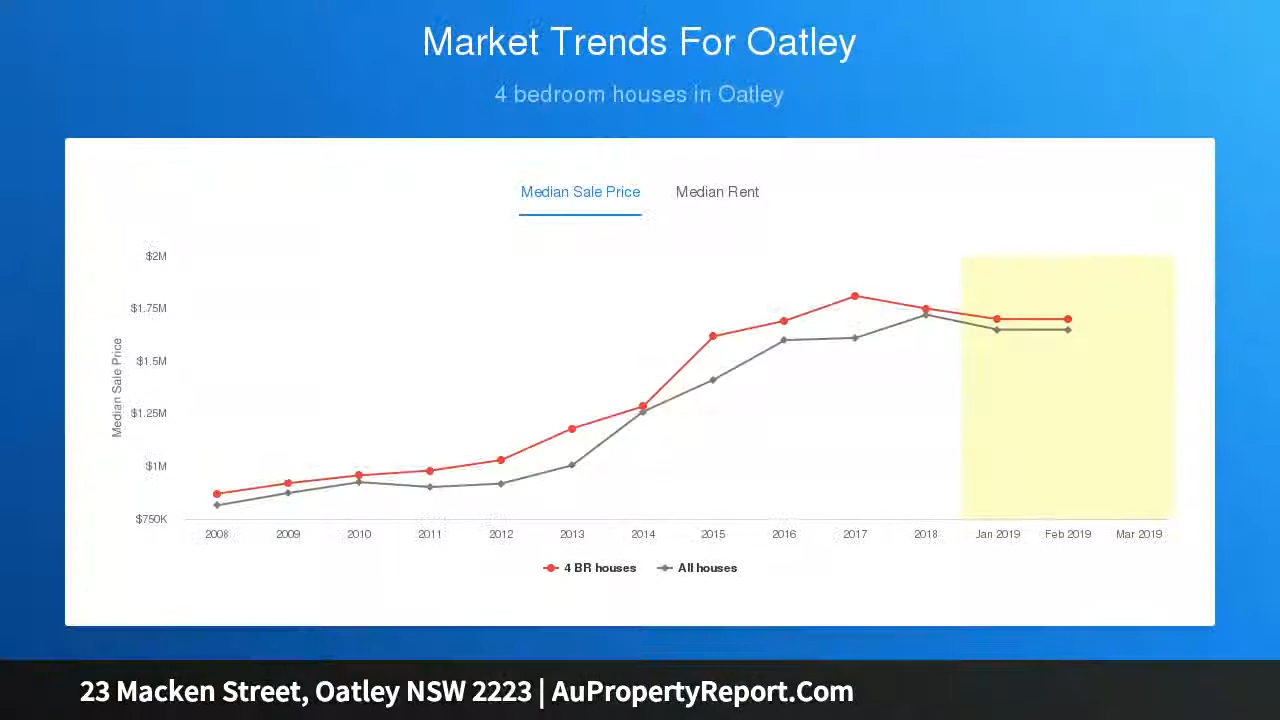 Market Trends For Oatley
4 bedroom houses in Oatley
Median Sale Price Median Rent
$2M
$1.75M
$1.5M
$1.25M
$1M
$750K
Median Sale Price
2008 2009 2010 2011 2012 2013 2014 2015 2016 2017 2018 Jan 2019 Feb 2019 Mar 2019
4 BR houses All houses
23 Macken Street, Oatley NSW 2223 | AuPropertyReport.Com